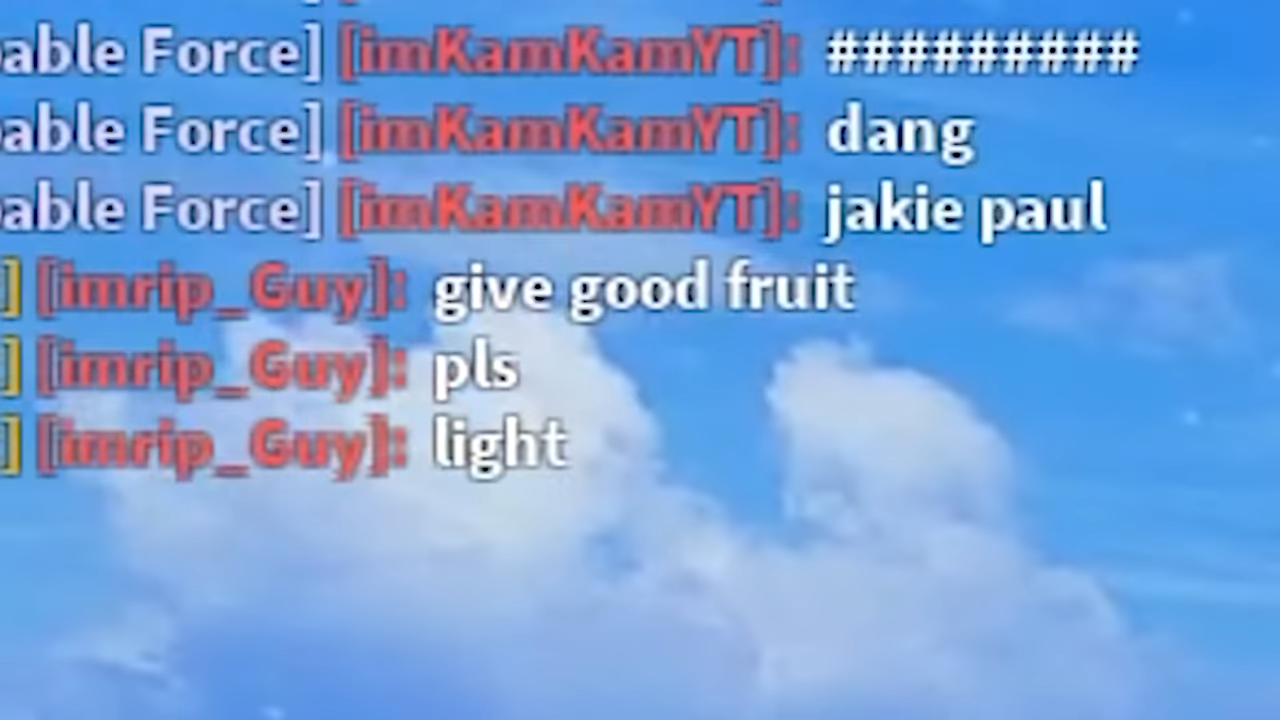 able Force] [imKamKamYT]: #########
able Force] [imKamKamYT]: dang
able Force] [imKamKamYT]: jakie paul
] [imrip_Guy]: give good fruit
] [imrip_Guy]: pls
] [imrip_Guy]: light